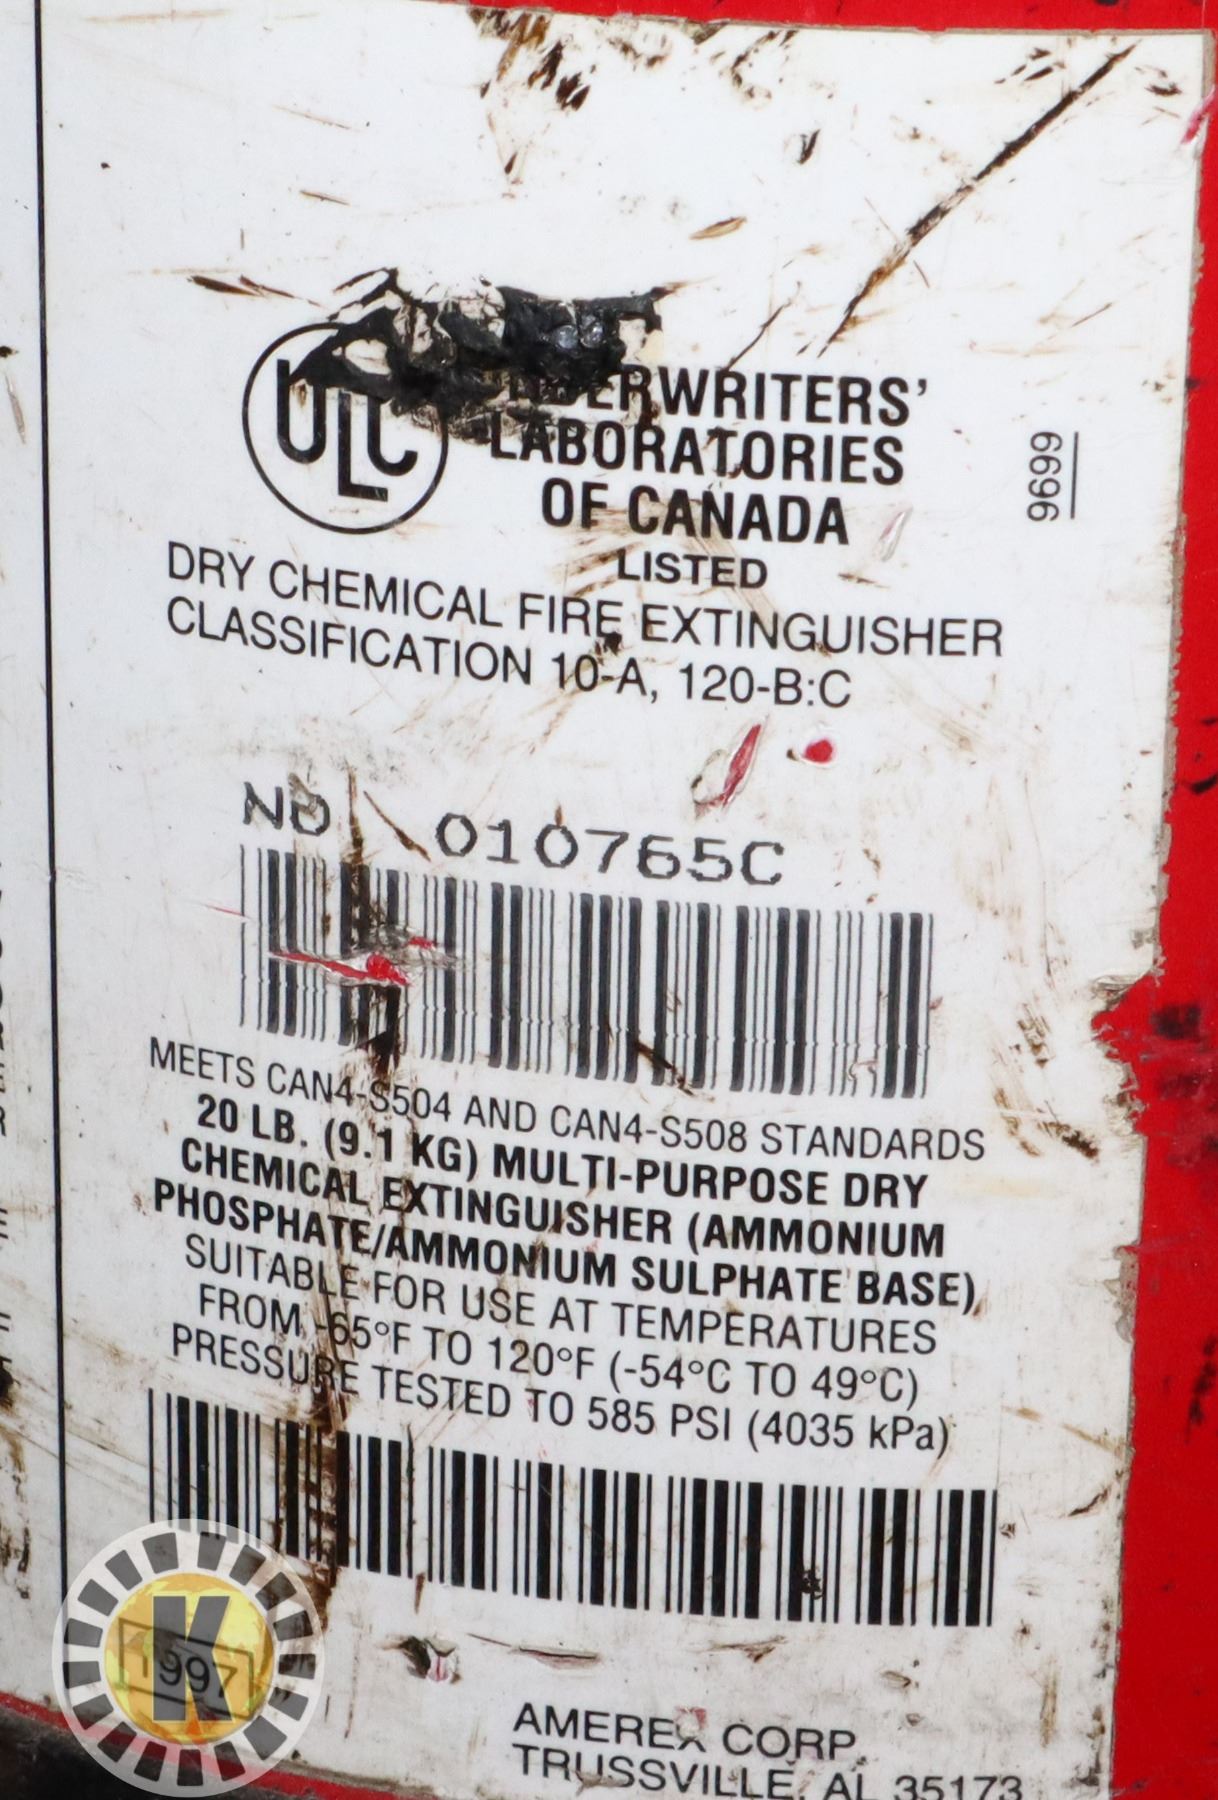 ULC
UNDERWRITERS'
LABORATORIES
OF CANADA
LISTED
9699
DRY CHEMICAL FIRE EXTINGUISHER
CLASSIFICATION 10-A, 120-B:C
NO 010765C
MEETS CAN4-S504 AND CAN4-S508 STANDARDS
20 LB. (9.1 KG) MULTI-PURPOSE DRY
CHEMICAL EXTINGUISHER (AMMONIUM
PHOSPHATE/AMMONIUM SULPHATE BASE)
SUITABLE FOR USE AT TEMPERATURES
FROM -65°F TO 120°F (-54°C TO 49°C)
PRESSURE TESTED TO 585 PSI (4035 kPa)
K
1997
AMEREX CORP.
TRUSSVILLE, AL 35173